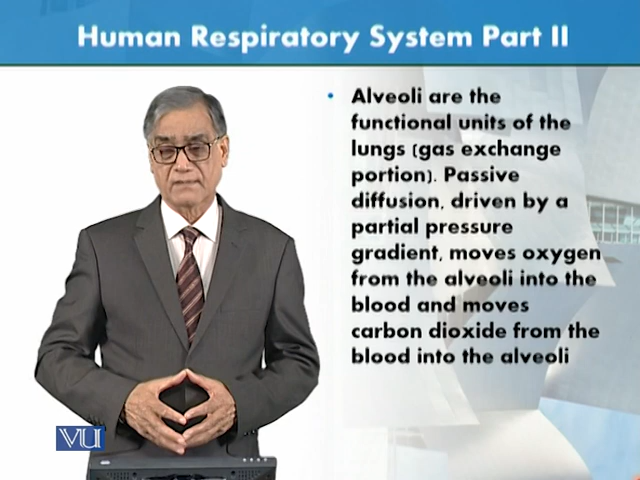 Human Respiratory System Part II
• Alveoli are the
functional units of the
lungs (gas exchange
portion). Passive
diffusion, driven by a
partial pressure
gradient, moves oxygen
from the alveoli into the
blood and moves
carbon dioxide from the
blood into the alveoli
VU